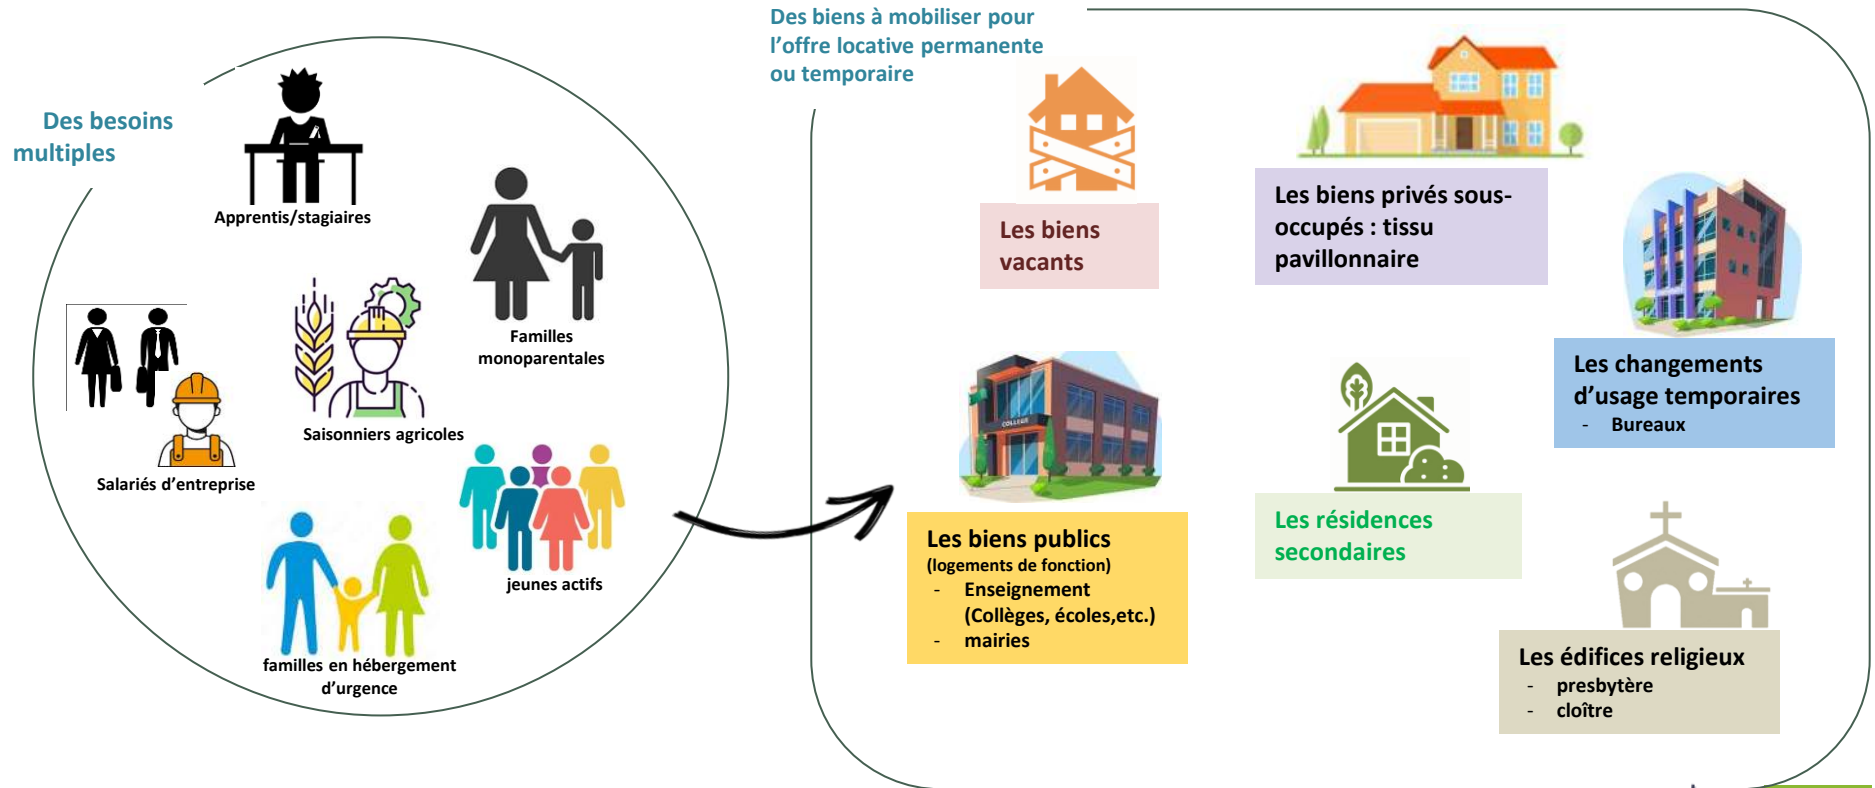 Des besoins
multiples
Apprentis/stagiaires
Familles
monoparentales
Saisonniers agricoles
Salariés d'entreprise
jeunes actifs
familles en hébergement
d'urgence
Des biens à mobiliser pour
l'offre locative permanente
ou temporaire
Les biens
vacants
Les biens privés sous-
occupés : tissu
pavillonnaire
Les changements
d'usage temporaires
- Bureaux
COLLEGE
Les biens publics
(logements de fonction)
- Enseignement
(Collèges, écoles,etc.)
- mairies
Les résidences
secondaires
Les édifices religieux
- presbytère
- cloître